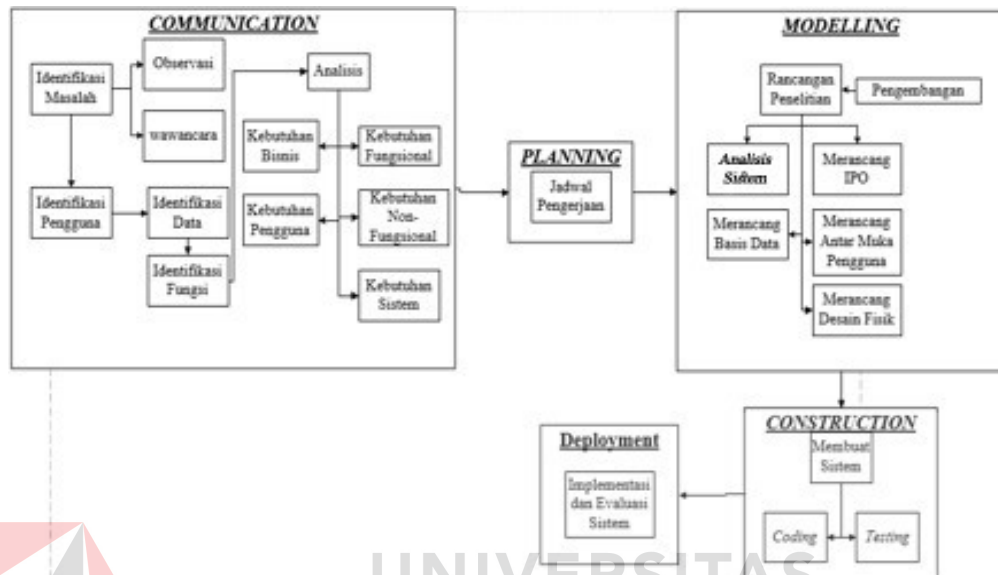 COMMUNICATION
Identifikasi
Masalah
Observasi
wawancara
Identifikasi
Pengguna
Identifikasi
Data
Identifikasi
Fungsi
Analisis
Kebutuhan
Bisnis
Kebutuhan
Fungsional
Kebutuhan
Pengguna
Kebutuhan
Non-
Fungsional
Kebutuhan
Sistem
PLANNING
Jadwal
Pengerjaan
MODELLING
Rancangan
Penelitian
Pengembangan
Analisis
Sistem
Merancang
IPO
Merancang
Basis Data
Merancang
Antar Muka
Pengguna
Merancang
Desain Fisik
CONSTRUCTION
Membuat
Sistem
Coding
Testing
Deployment
Implementasi
dan Evaluasi
Sistem
UNIVERSITAS